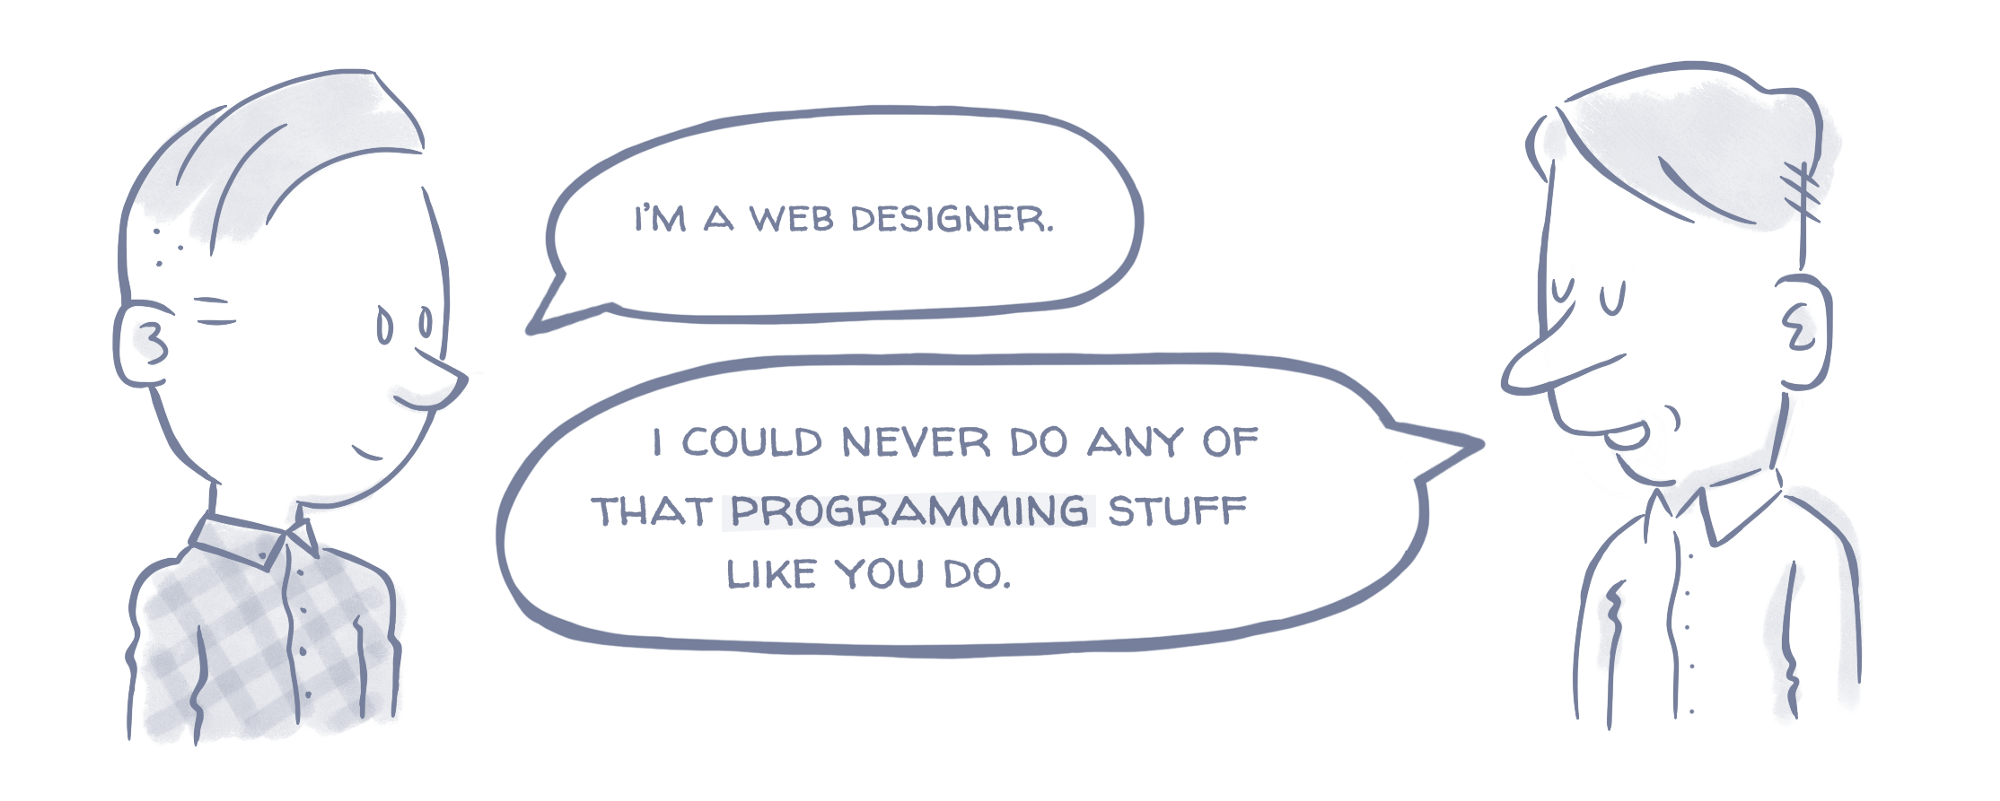 I'M A WEB DESIGNER.
I COULD NEVER DO ANY OF
THAT PROGRAMMING STUFF
LIKE YOU DO.